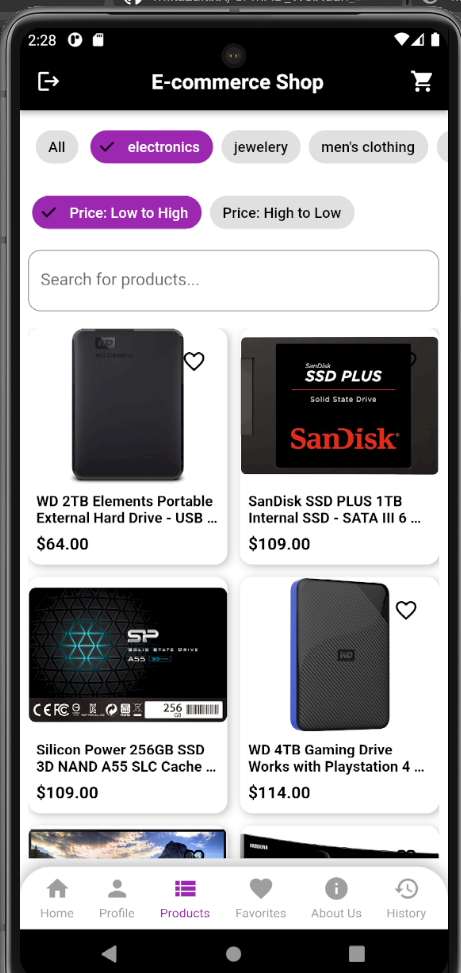 2:28
E-commerce Shop
All
electronics
jewelery
men's clothing
Price: Low to High
Price: High to Low
Search for products...
WD
SanDisk
SSD PLUS
Solid State Drive
SanDisk
WD 2TB Elements Portable
External Hard Drive - USB ...
$64.00
SanDisk SSD PLUS 1TB
Internal SSD - SATA III 6 ...
$109.00
SP
SOLID STATE DRIVE
A55
256
GB
WD
Silicon Power 256GB SSD
3D NAND A55 SLC Cache ...
$109.00
WD 4TB Gaming Drive
Works with Playstation 4 ...
$114.00
SAMSUNG
Home
Profile
Products
Favorites
About Us
History